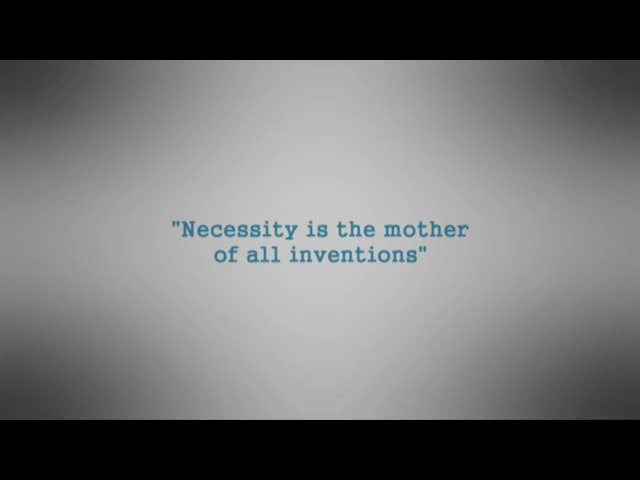 "Necessity is the mother
of all inventions"